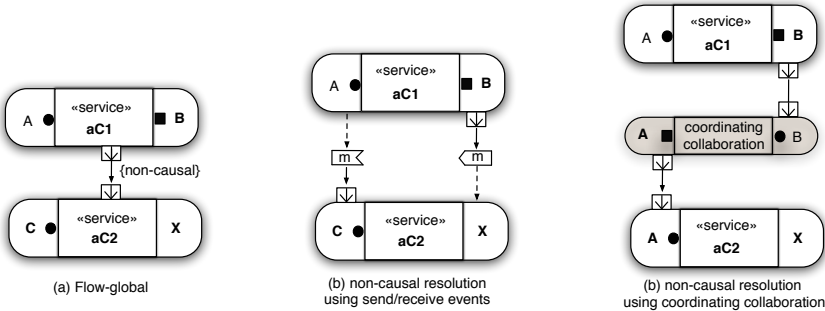 A
«service»
aC1
B
{non-causal}
C
«service»
aC2
X
(a) Flow-global
A
«service»
aC1
B
m
m
C
«service»
aC2
X
(b) non-causal resolution
using send/receive events
A
«service»
aC1
B
A
coordinating
collaboration
B
A
«service»
aC2
X
(b) non-causal resolution
using coordinating collaboration